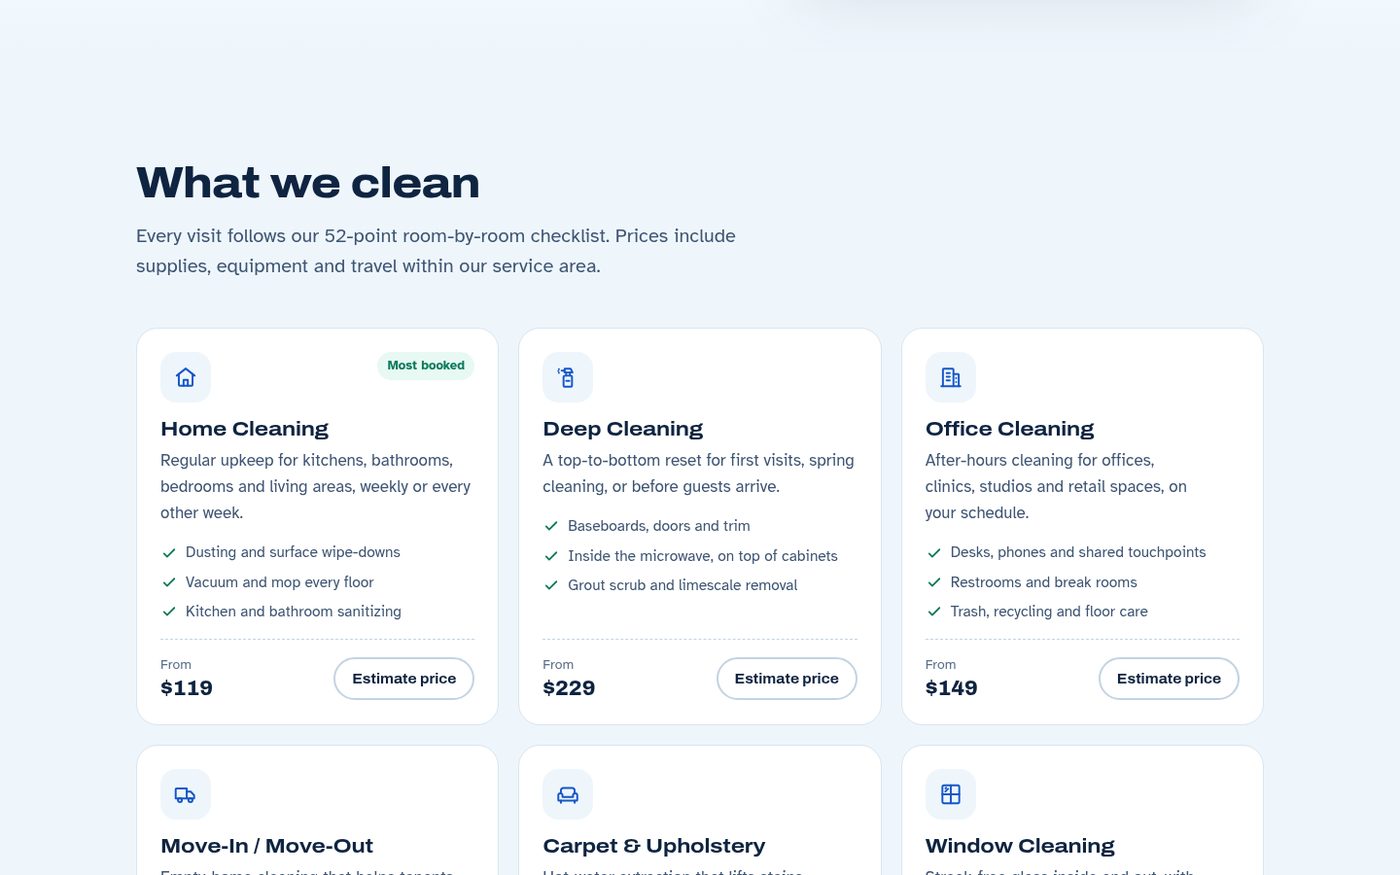 What we clean
Every visit follows our 52-point room-by-room checklist. Prices include
supplies, equipment and travel within our service area.
Most booked
Home Cleaning
Regular upkeep for kitchens, bathrooms,
bedrooms and living areas, weekly or every
other week.
Dusting and surface wipe-downs
Vacuum and mop every floor
Kitchen and bathroom sanitizing
From
$119
Estimate price
Deep Cleaning
A top-to-bottom reset for first visits, spring
cleaning, or before guests arrive.
Baseboards, doors and trim
Inside the microwave, on top of cabinets
Grout scrub and limescale removal
From
$229
Estimate price
Office Cleaning
After-hours cleaning for offices,
clinics, studios and retail spaces, on
your schedule.
Desks, phones and shared touchpoints
Restrooms and break rooms
Trash, recycling and floor care
From
$149
Estimate price
Move-In / Move-Out
Carpet & Upholstery
Window Cleaning